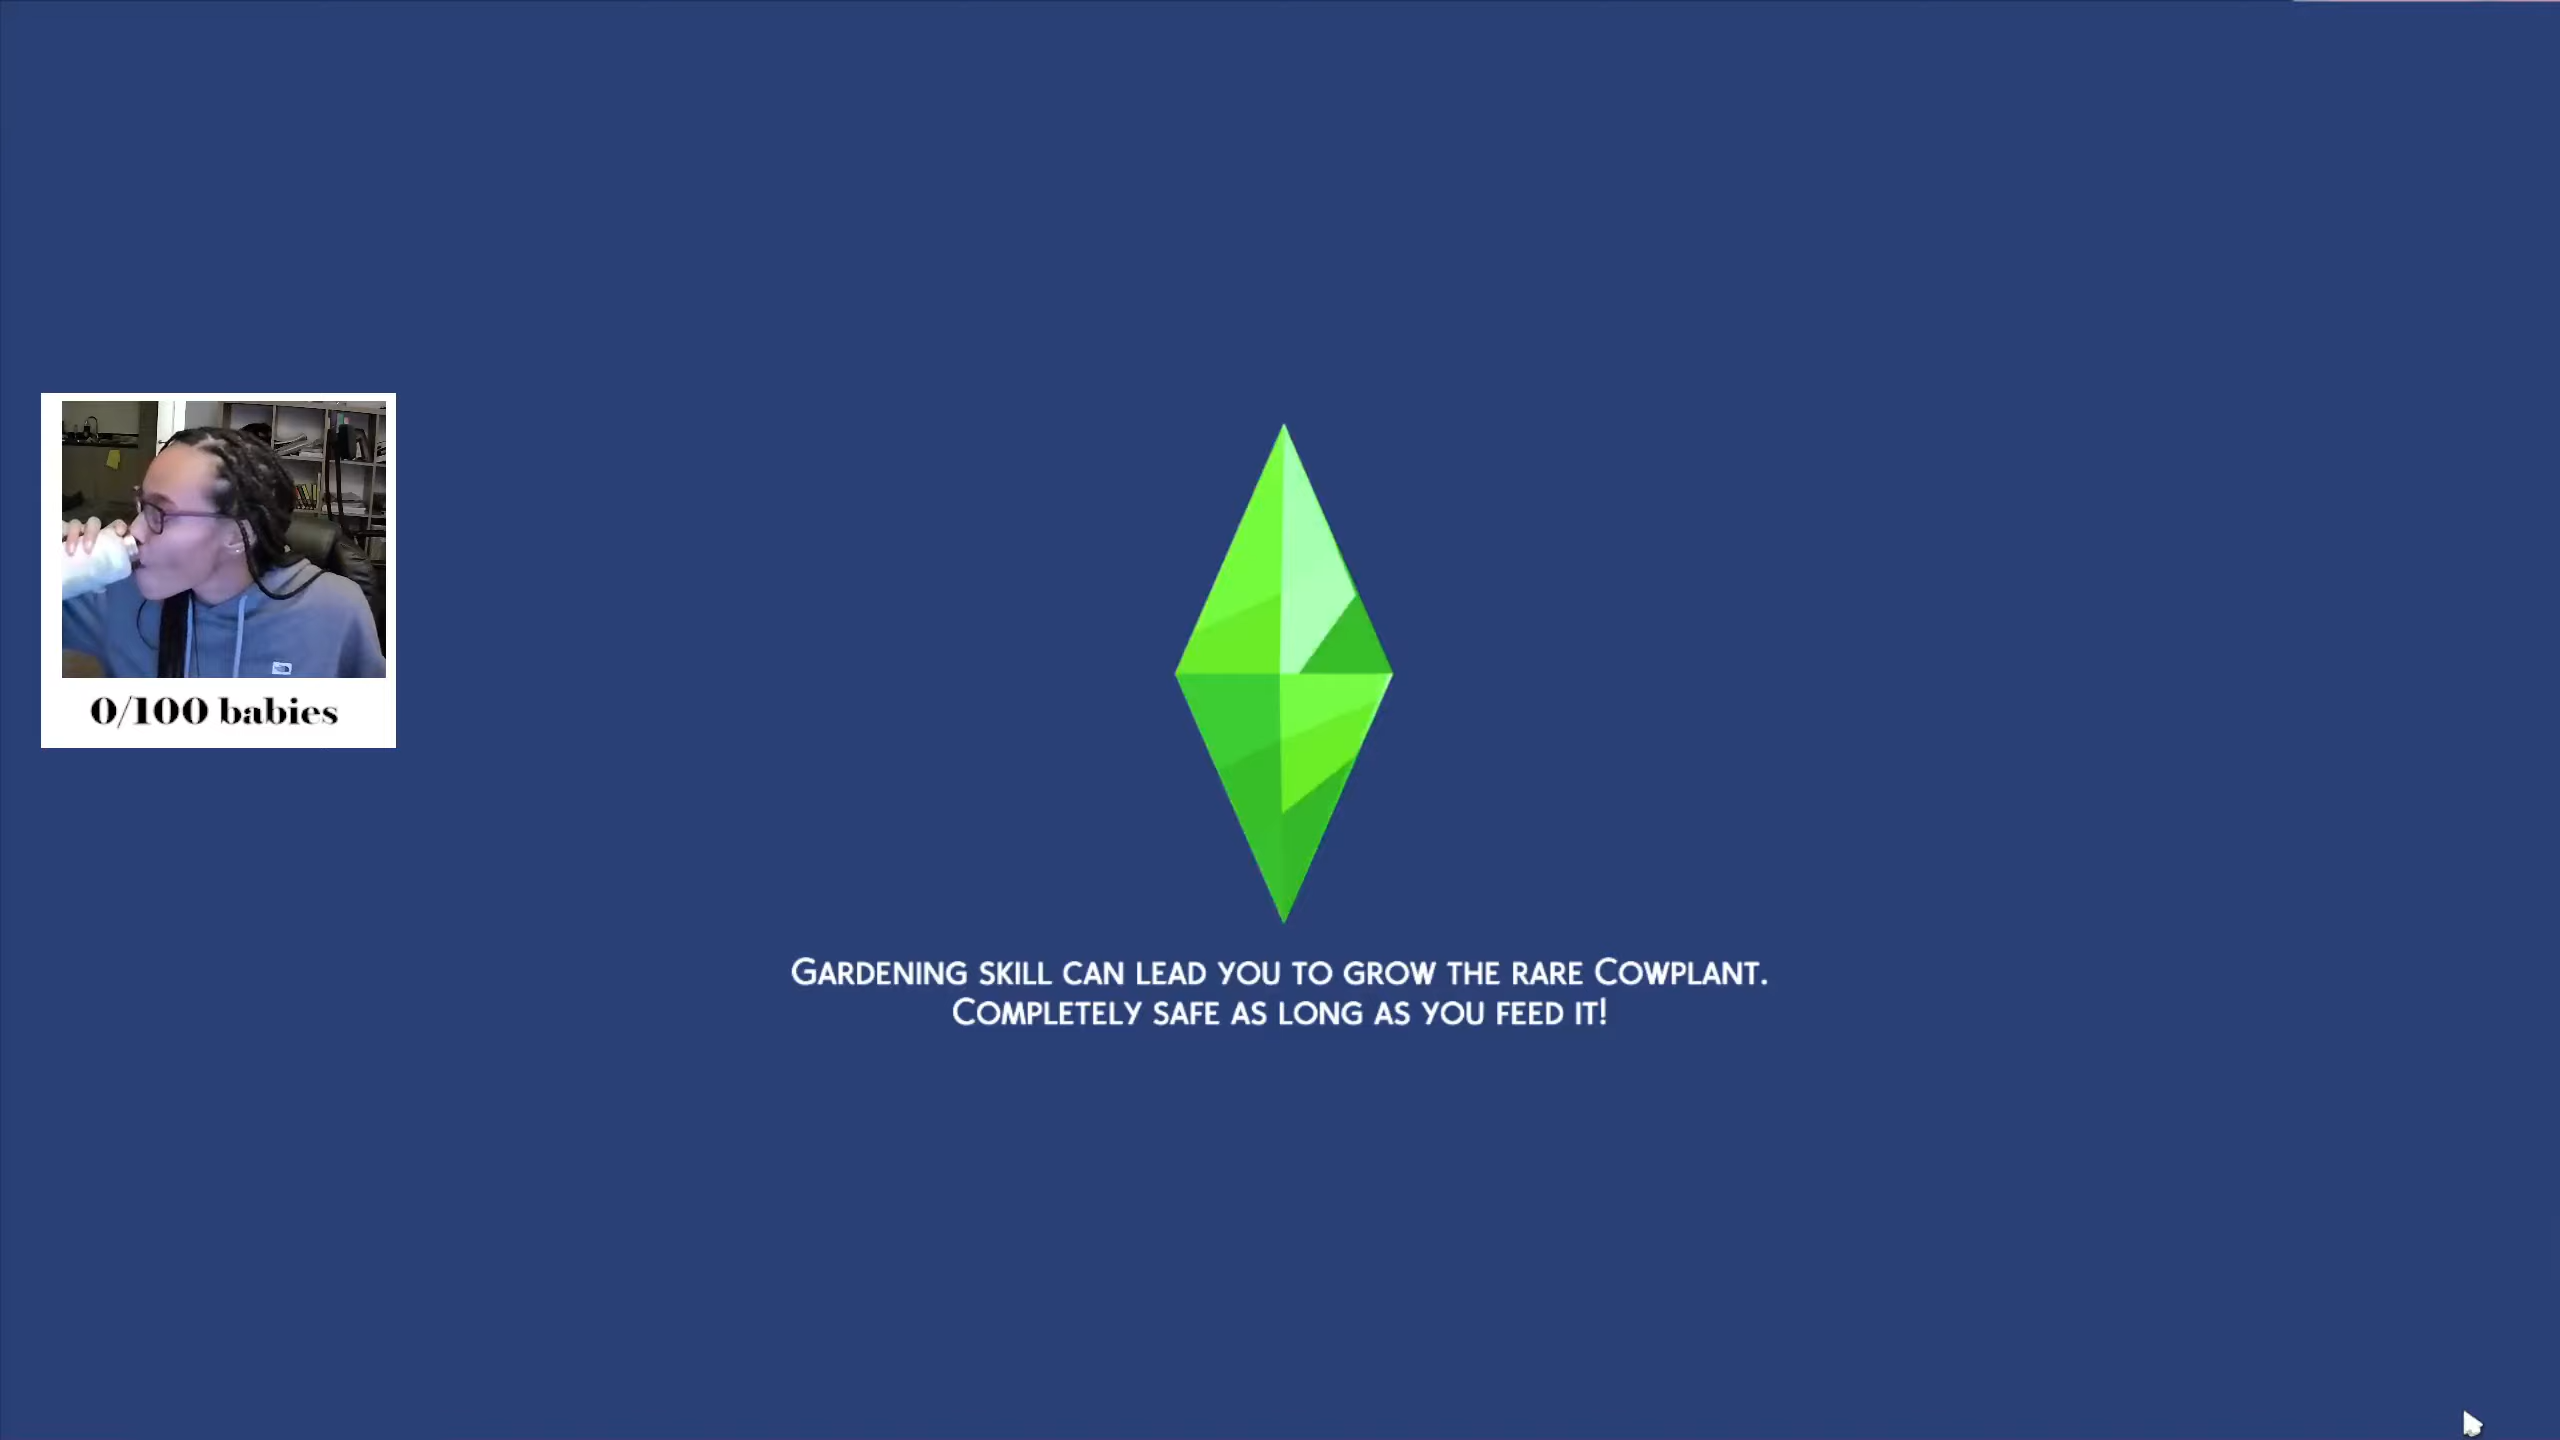 0/100 babies
GARDENING SKILL CAN LEAD YOU TO GROW THE RARE COWPLANT.
COMPLETELY SAFE AS LONG AS YOU FEED IT!